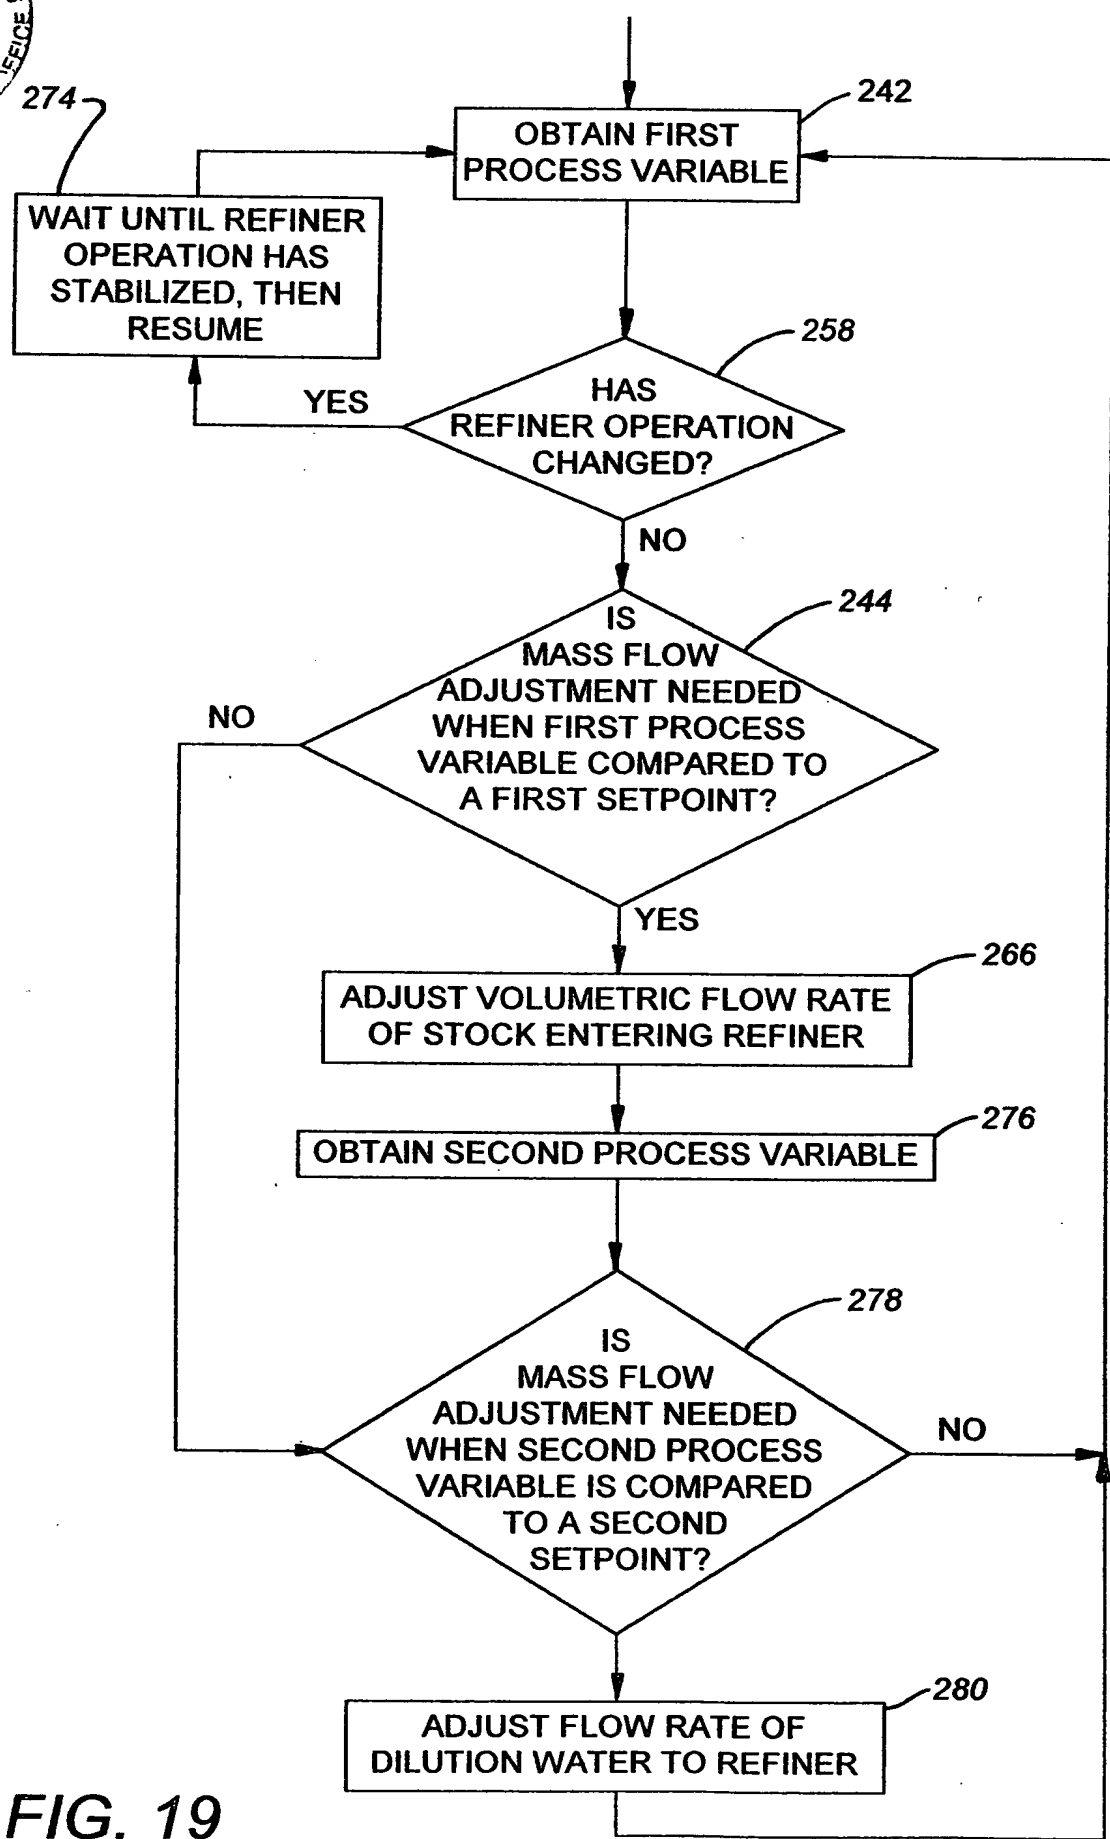 FFICE
274
242
OBTAIN FIRST
PROCESS VARIABLE
WAIT UNTIL REFINER
OPERATION HAS
STABILIZED, THEN
RESUME
258
YES
HAS
REFINER OPERATION
CHANGED?
NO
244
IS
MASS FLOW
ADJUSTMENT NEEDED
WHEN FIRST PROCESS
VARIABLE COMPARED TO
A FIRST SETPOINT?
NO
YES
266
ADJUST VOLUMETRIC FLOW RATE
OF STOCK ENTERING REFINER
276
OBTAIN SECOND PROCESS VARIABLE
278
IS
MASS FLOW
ADJUSTMENT NEEDED
WHEN SECOND PROCESS
VARIABLE IS COMPARED
TO A SECOND
SETPOINT?
NO
280
ADJUST FLOW RATE OF
DILUTION WATER TO REFINER
FIG. 19